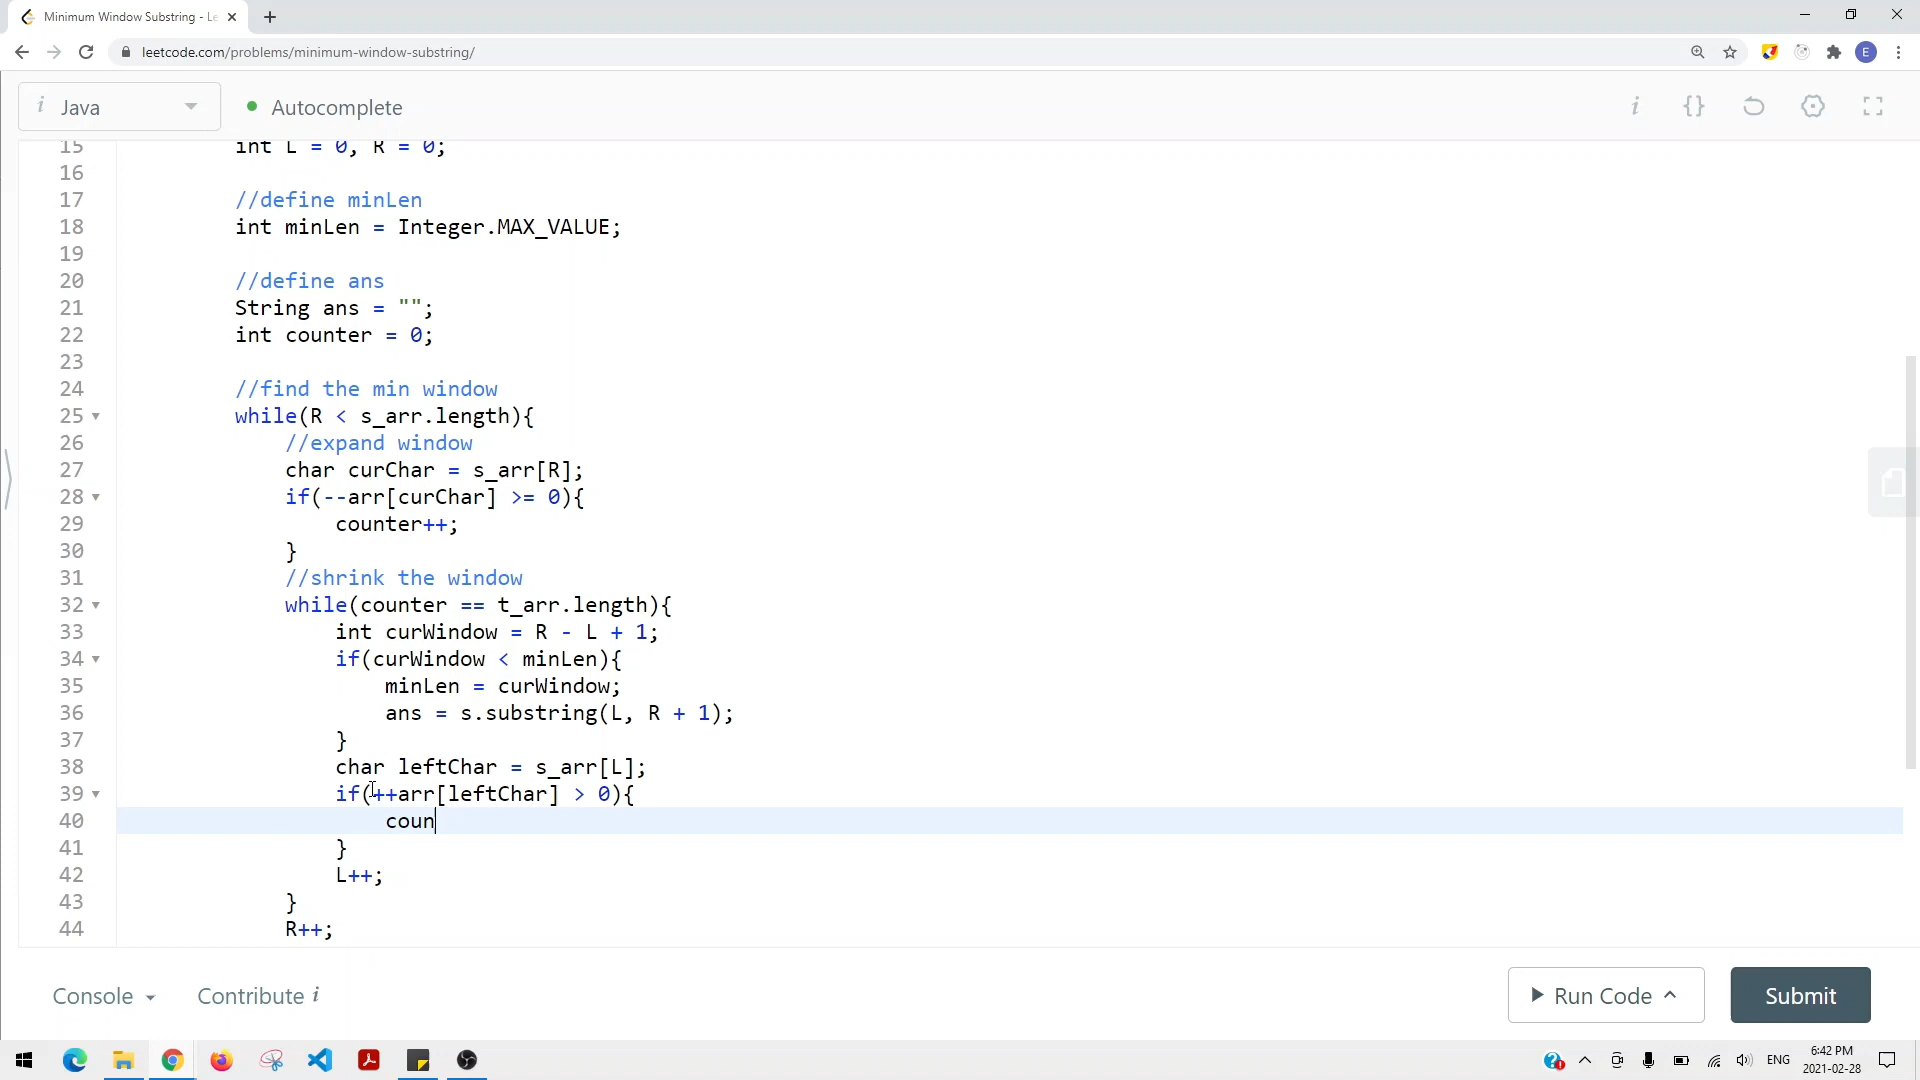 Minimum Window Substring - Le
leetcode.com/problems/minimum-window-substring/
E
i Java
Autocomplete
i {}
15 int L = 0, R = 0;
16
17 //define minLen
18 int minLen = Integer.MAX_VALUE;
19
20 //define ans
21 String ans = "";
22 int counter = 0;
23
24 //find the min window
25 while(R < s_arr.length){
26 //expand window
27 char curChar = s_arr[R];
28 if(--arr[curChar] >= 0){
29 counter++;
30 }
31 //shrink the window
32 while(counter == t_arr.length){
33 int curWindow = R - L + 1;
34 if(curWindow < minLen){
35 minLen = curWindow;
36 ans = s.substring(L, R + 1);
37 }
38 char leftChar = s_arr[L];
39 if(++arr[leftChar] > 0){
40 coun
41 }
42 L++;
43 }
44 R++;
Console
Contribute i
Run Code
Submit
ENG
6:42 PM
2021-02-28